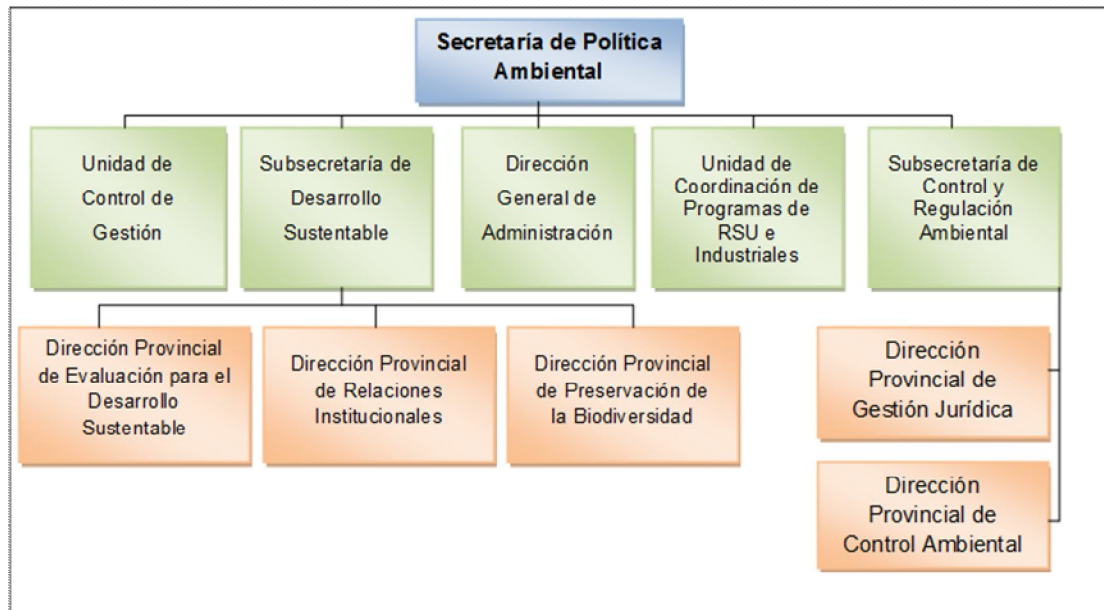 Secretaría de Política
Ambiental
Unidad de
Control de
Gestión
Subsecretaría de
Desarrollo
Sustentable
Dirección
General de
Administración
Unidad de
Coordinación de
Programas de
RSU e
Industriales
Subsecretaría de
Control y
Regulación
Ambiental
Dirección Provincial
de Evaluación para el
Desarrollo
Sustentable
Dirección Provincial
de Relaciones
Institucionales
Dirección Provincial
de Preservación de
la Biodiversidad
Dirección
Provincial de
Gestión Jurídica
Dirección
Provincial de
Control Ambiental